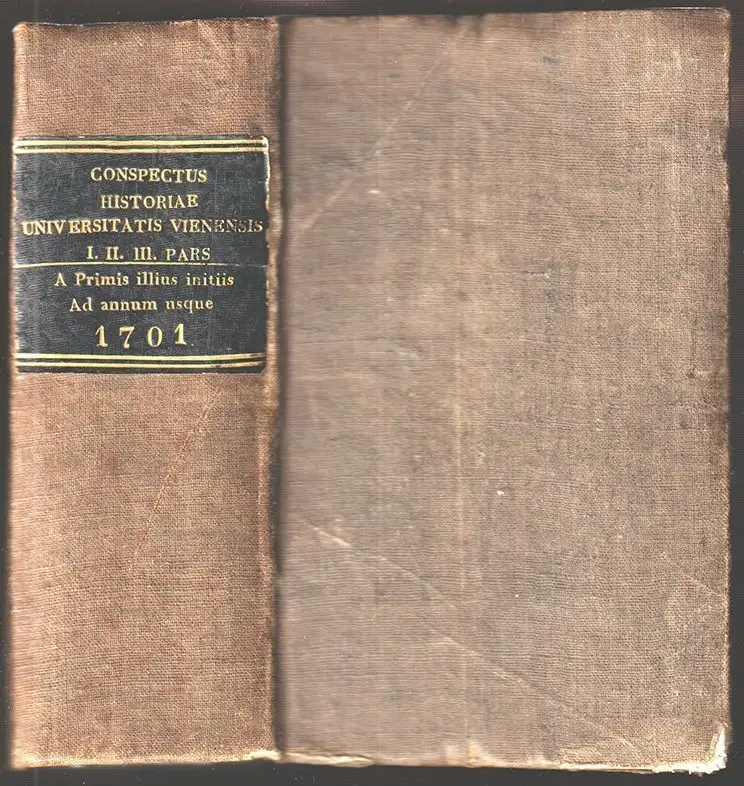 CONSPECTUS
HISTORIAE
UNIVERSITATIS VIENENSIS
I. II. III. PARS
A Primis illius initiis
Ad annum usque
1701